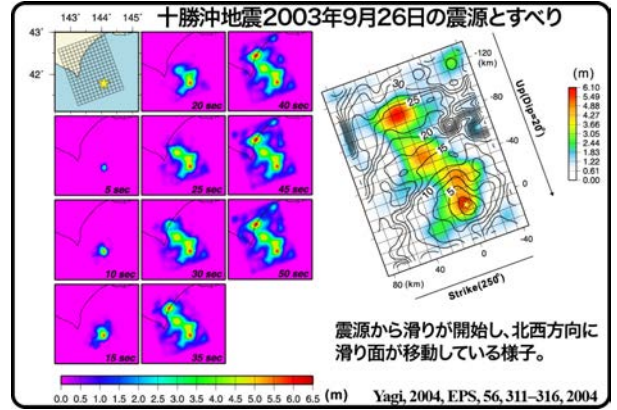 十勝沖地震2003年9月26日の震源とすべり
143° 144° 145°
43°
42°
5 sec
10 sec
15 sec
20 sec
25 sec
30 sec
35 sec
40 sec
45 sec
50 sec
0.0 0.5 1.0 1.5 2.0 2.5 3.0 3.5 4.0 4.5 5.0 5.5 6.0 6.5 (m)
-120
(km)
-80
-40
0
Up(Dip=20°)
30
25
20
15
10
5
80 (km) 40 0 -40
Strike(250°)
(m)
6.10
5.49
4.88
4.27
3.66
3.05
2.44
1.83
1.22
0.61
0.00
震源から滑りが開始し、北西方向に
滑り面が移動している様子。
Yagi, 2004, EPS, 56, 311–316, 2004